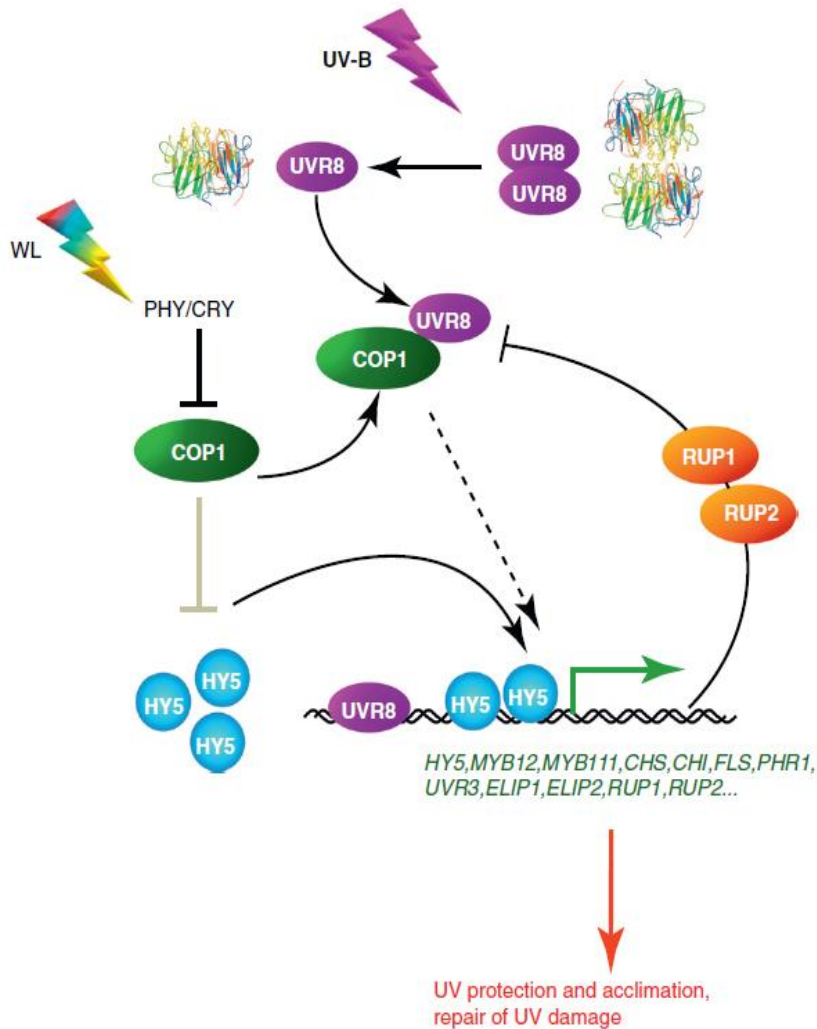 UV-B
UVR8
UVR8
UVR8
WL
PHY/CRY
UVR8
COP1
COP1
RUP1
RUP2
HY5
HY5
HY5
UVR8
HY5
HY5
HY5,MYB12,MYB111,CHS,CHI,FLS,PHR1,
UVR3,ELIP1,ELIP2,RUP1,RUP2...
UV protection and acclimation,
repair of UV damage